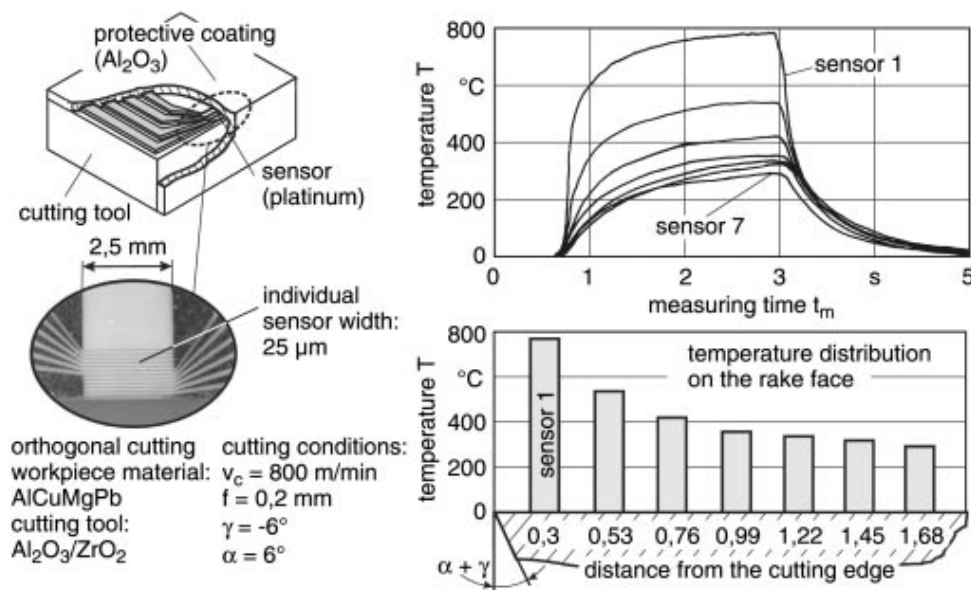 protective coating
(Al₂O₃)
sensor
(platinum)
cutting tool
2,5 mm
individual
sensor width:
25 µm
orthogonal cutting
workpiece material:
AlCuMgPb
cutting tool:
Al₂O₃/ZrO₂
cutting conditions:
v_c = 800 m/min
f = 0,2 mm
γ = -6°
α = 6°
temperature T
800
°C
400
200
0
sensor 1
sensor 7
0 1 2 3 s 5
measuring time t_m
temperature T
800
°C
400
200
0
temperature distribution
on the rake face
sensor 1
0,3 0,53 0,76 0,99 1,22 1,45 1,68
α + γ
distance from the cutting edge